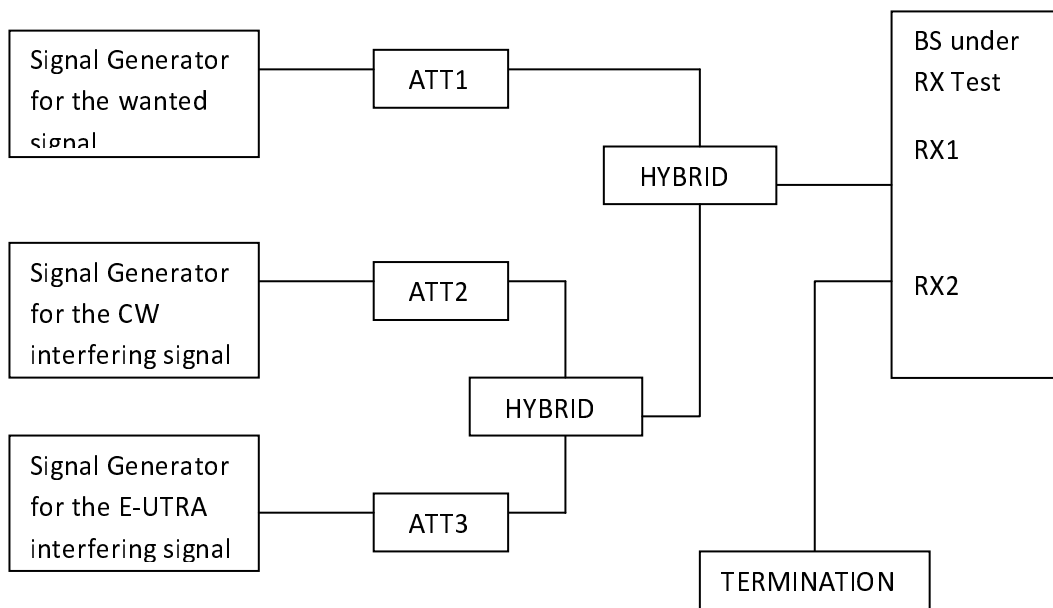 Signal Generator
for the wanted
signal
ATT1
HYBRID
BS under
RX Test
RX1
RX2
Signal Generator
for the CW
interfering signal
ATT2
HYBRID
Signal Generator
for the E-UTRA
interfering signal
ATT3
TERMINATION